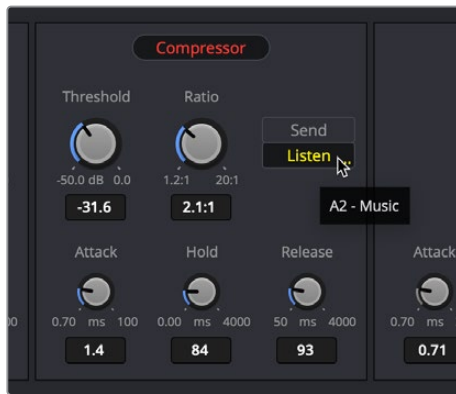 Compressor
Threshold Ratio
Send
Listen ...
-50.0 dB 0.0 1.2:1 20:1
-31.6 2.1:1 A2 - Music
Attack Hold Release Attack
00 0.70 ms 100 0.00 ms 4000 50 ms 4000 0.70 ms
1.4 84 93 0.71